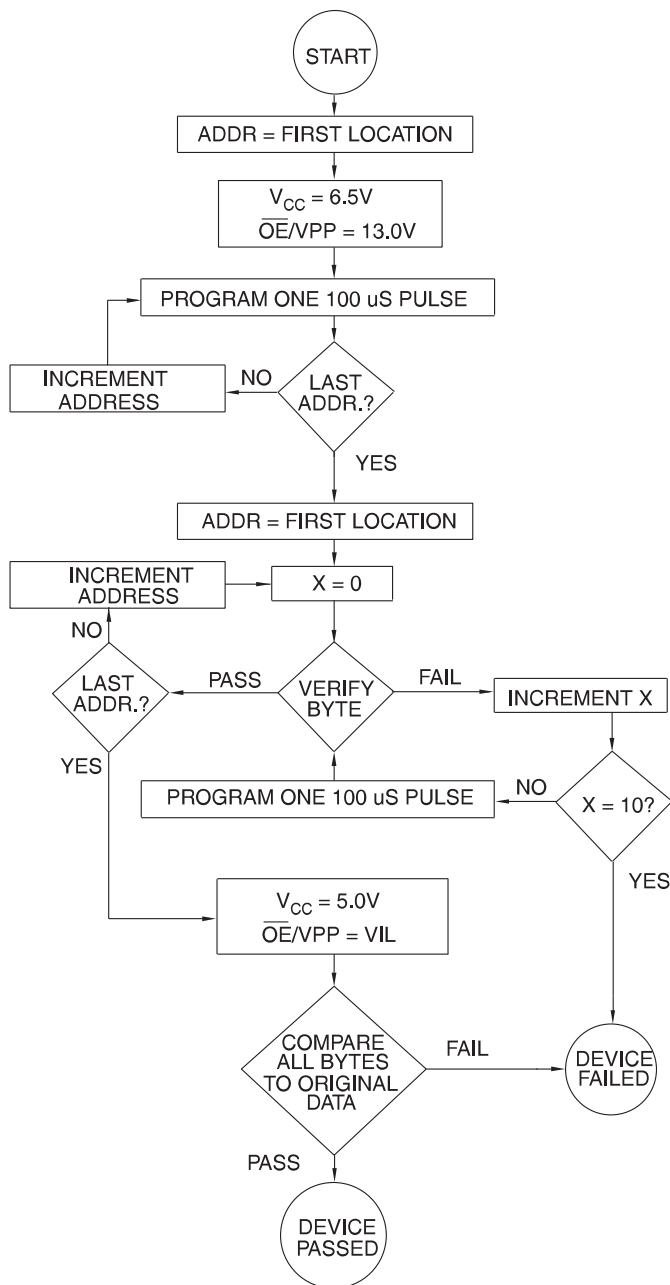 START
ADDR = FIRST LOCATION
VCC = 6.5V
OE/VPP = 13.0V
PROGRAM ONE 100 uS PULSE
INCREMENT
ADDRESS
NO
LAST
ADDR.?
YES
ADDR = FIRST LOCATION
INCREMENT
ADDRESS
X = 0
NO
LAST
ADDR.?
PASS
VERIFY
BYTE
FAIL
INCREMENT X
YES
PROGRAM ONE 100 uS PULSE
NO
X = 10?
YES
VCC = 5.0V
OE/VPP = VIL
COMPARE
ALL BYTES
TO ORIGINAL
DATA
FAIL
DEVICE
FAILED
PASS
DEVICE
PASSED